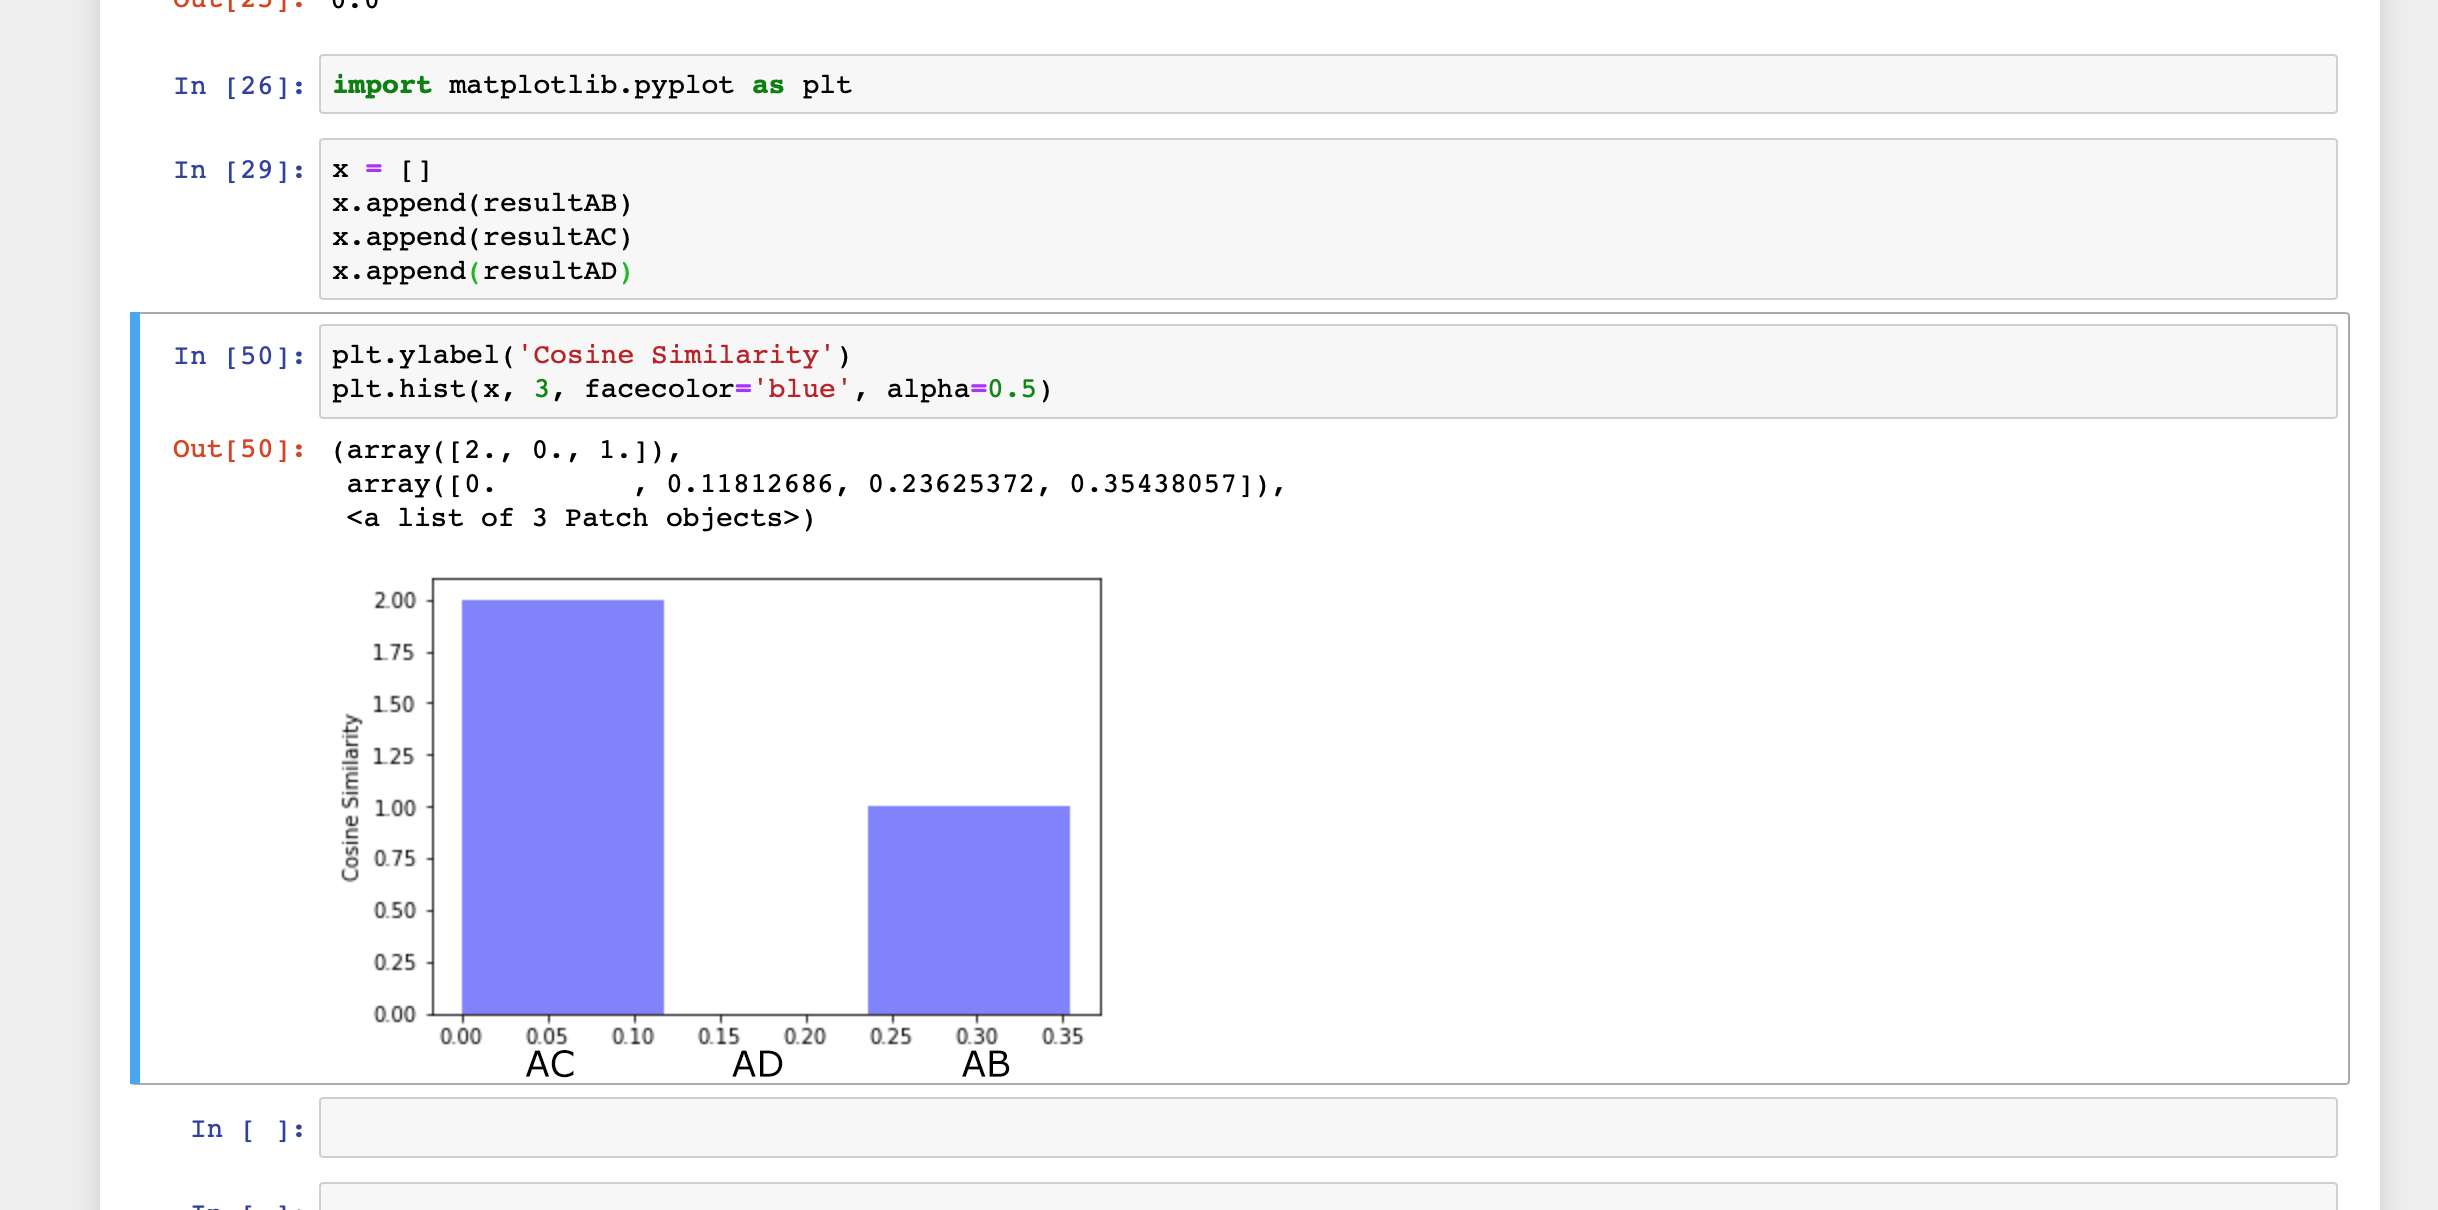 Out[25]: 0.0
In [26]: import matplotlib.pyplot as plt
In [29]: x = []
x.append(resultAB)
x.append(resultAC)
x.append(resultAD)
In [50]: plt.ylabel('Cosine Similarity')
plt.hist(x, 3, facecolor='blue', alpha=0.5)
Out[50]: (array([2., 0., 1.]),
array([0.        , 0.11812686, 0.23625372, 0.35438057]),
<a list of 3 Patch objects>)
Cosine Similarity
2.00
1.75
1.50
1.25
1.00
0.75
0.50
0.25
0.00
0.00 0.05 0.10 0.15 0.20 0.25 0.30 0.35
AC AD AB
In [ ]:
In [ ]: